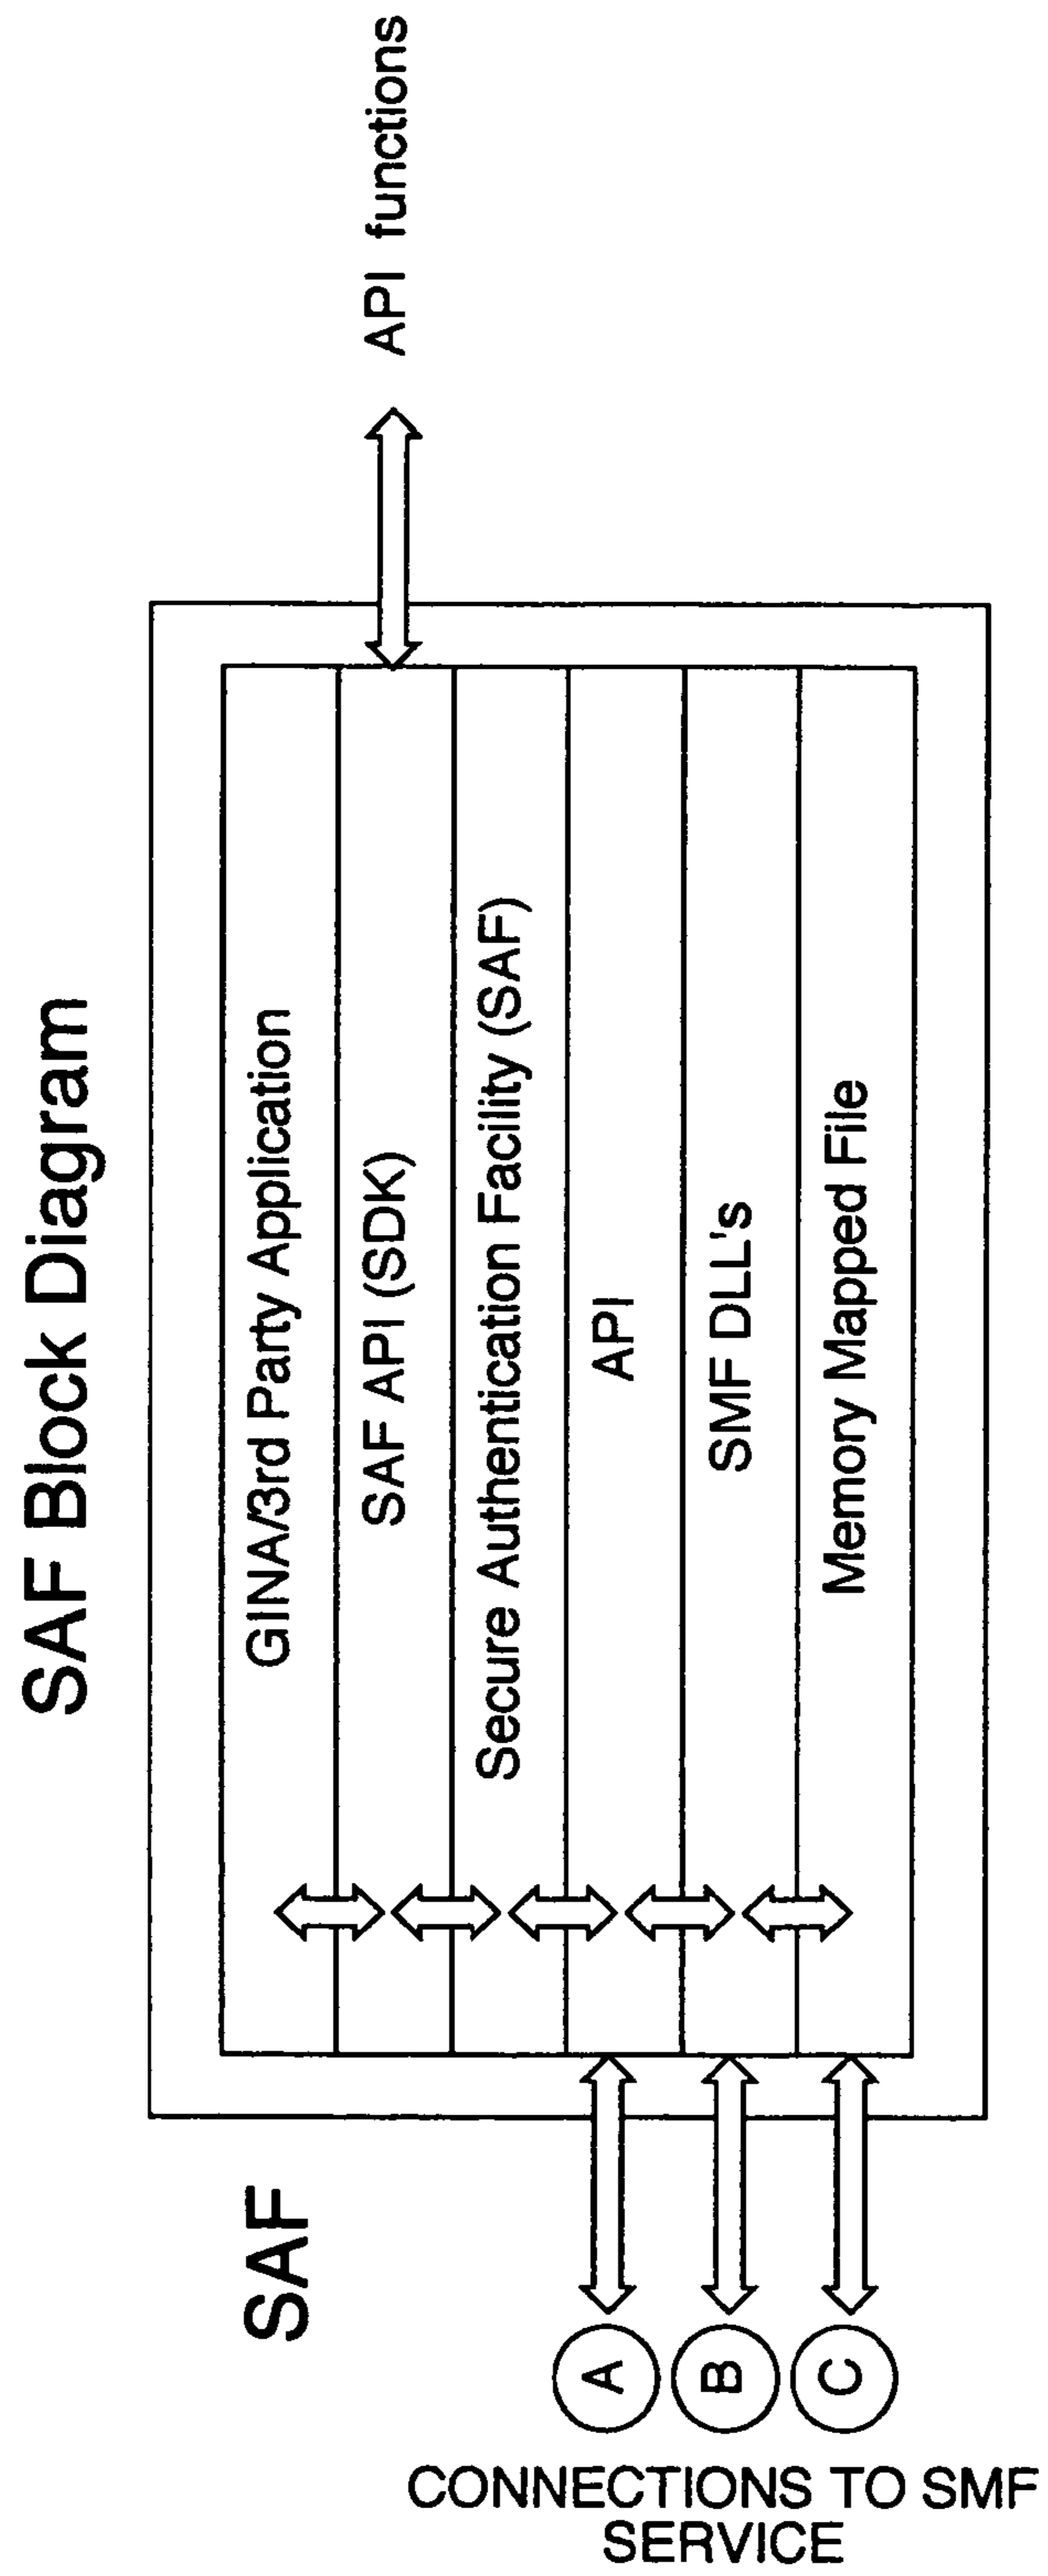 SAF Block Diagram
SAF
GINA/3rd Party Application
SAF API (SDK)
API functions
Secure Authentication Facility (SAF)
API
SMF DLL's
Memory Mapped File
A
B
C
CONNECTIONS TO SMF
SERVICE